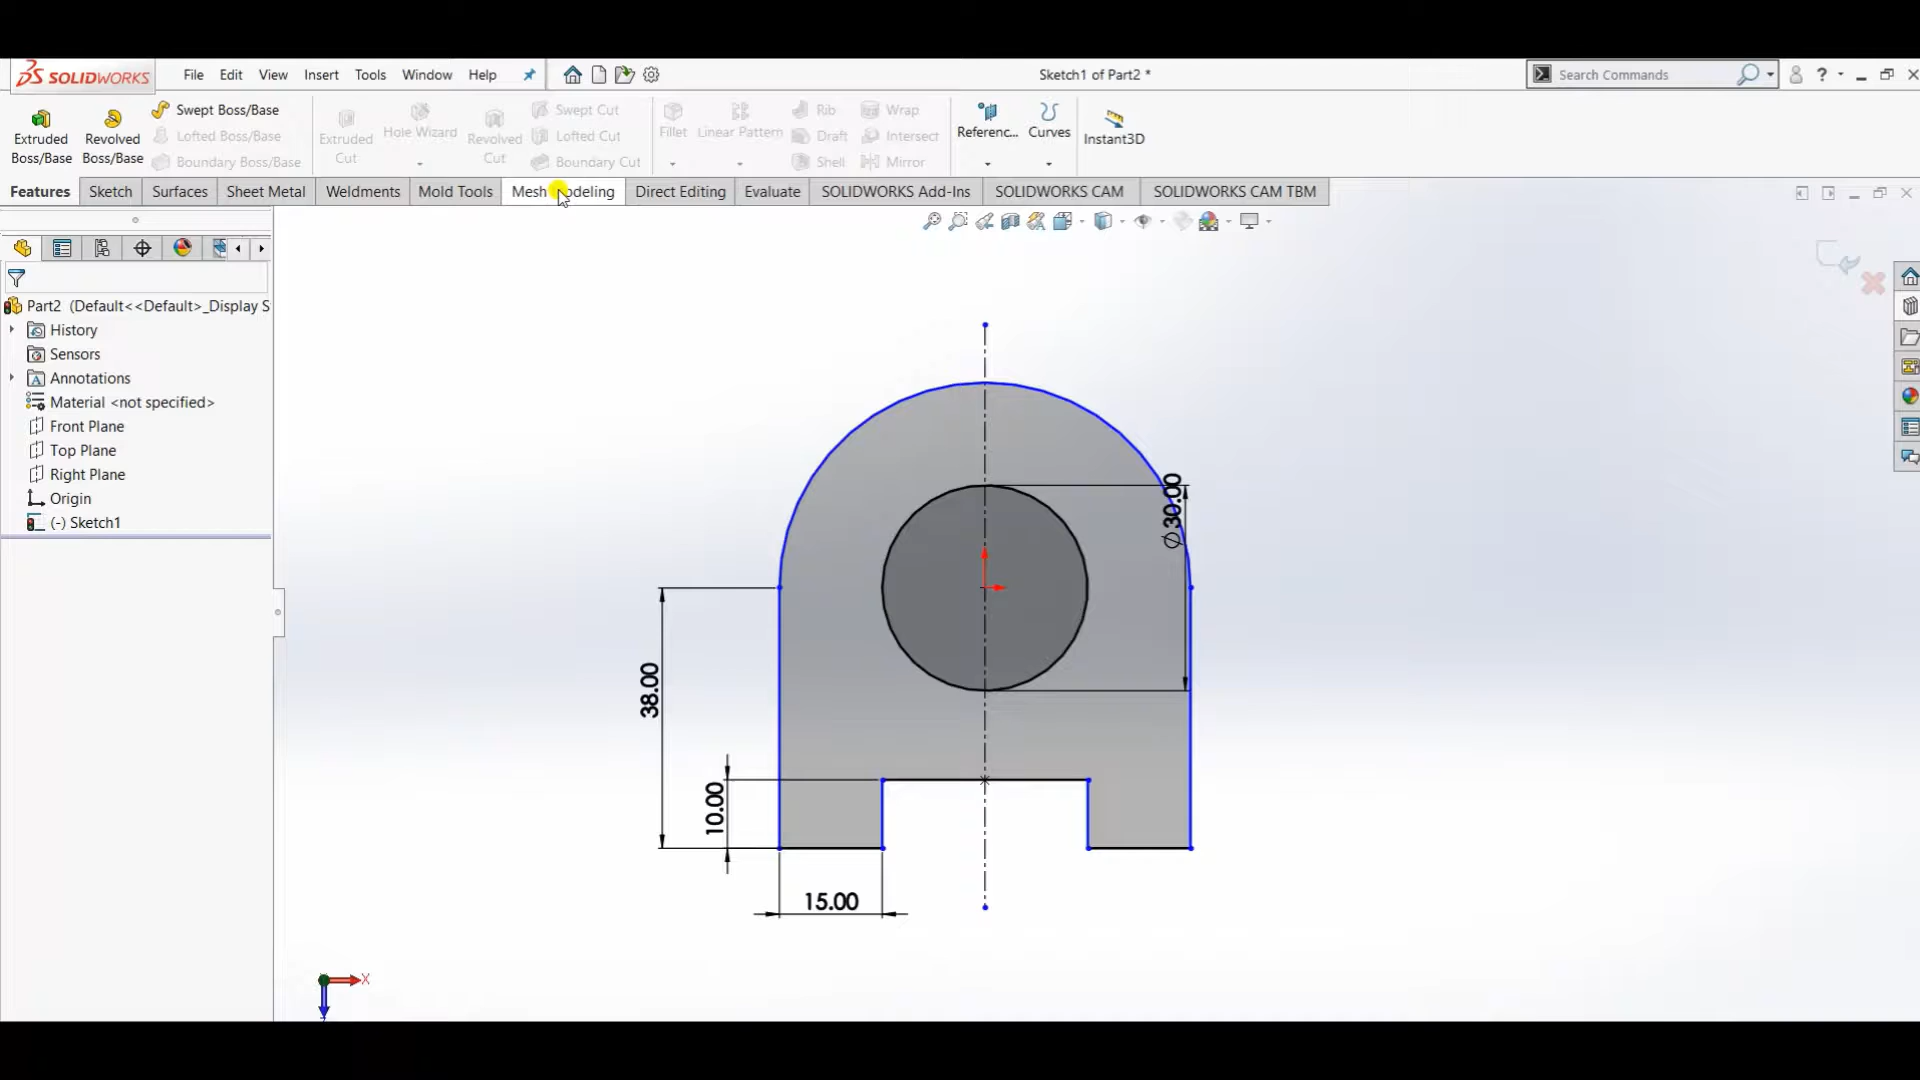 SOLIDWORKS File Edit View Insert Tools Window Help Sketch1 of Part2 * Search Commands ?
Extruded Boss/Base
Revolved Boss/Base
Swept Boss/Base
Lofted Boss/Base
Boundary Boss/Base
Extruded Cut
Hole Wizard
Revolved Cut
Swept Cut
Lofted Cut
Boundary Cut
Fillet
Linear Pattern
Rib
Draft
Shell
Wrap
Intersect
Mirror
Referenc...
Curves
Instant3D
Features Sketch Surfaces Sheet Metal Weldments Mold Tools Mesh Direct Editing Evaluate SOLIDWORKS Add-Ins SOLIDWORKS CAM SOLIDWORKS CAM TBM
Part2 (Default<<Default>_Display S
History
Sensors
Annotations
Material <not specified>
Front Plane
Top Plane
Right Plane
Origin
(-) Sketch1
∅30.00
38.00
10.00
15.00
X